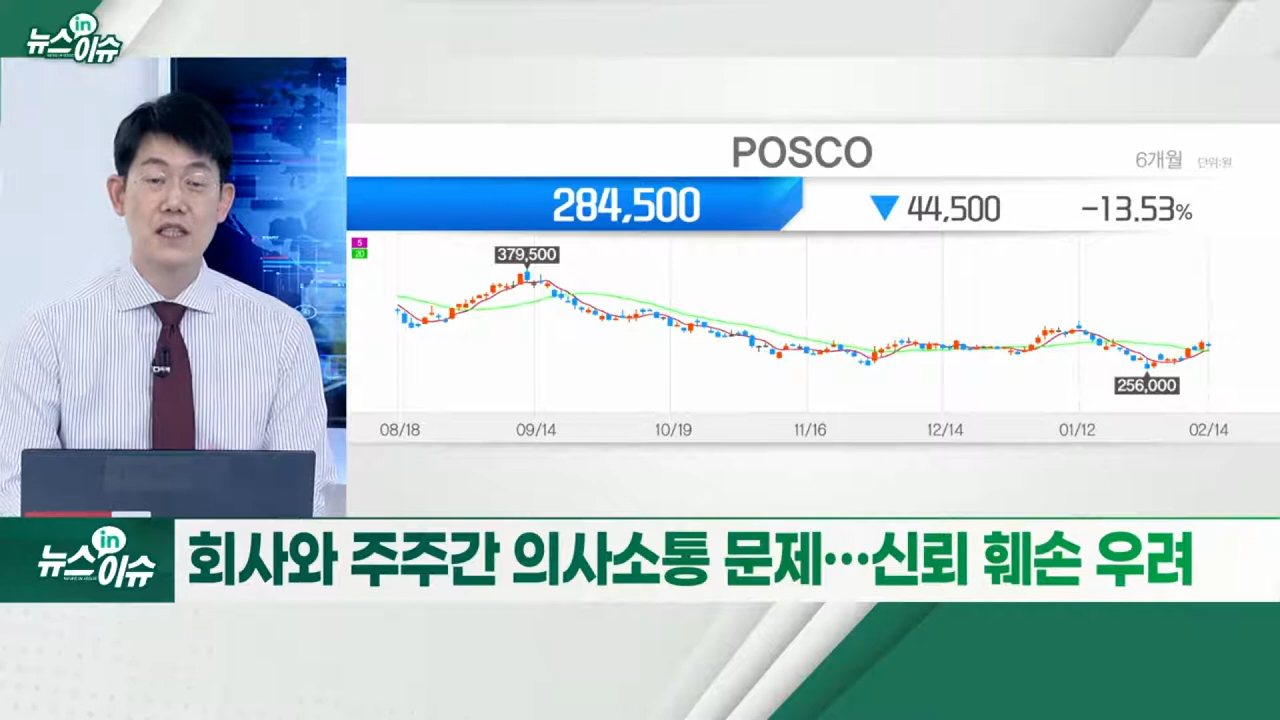 뉴스in이슈
POSCO
6개월 단위:원
284,500 ▼44,500 -13.53%
5
20
379,500
256,000
08/18 09/14 10/19 11/16 12/14 01/12 02/14
뉴스in이슈
회사와 주주간 의사소통 문제…신뢰 훼손 우려